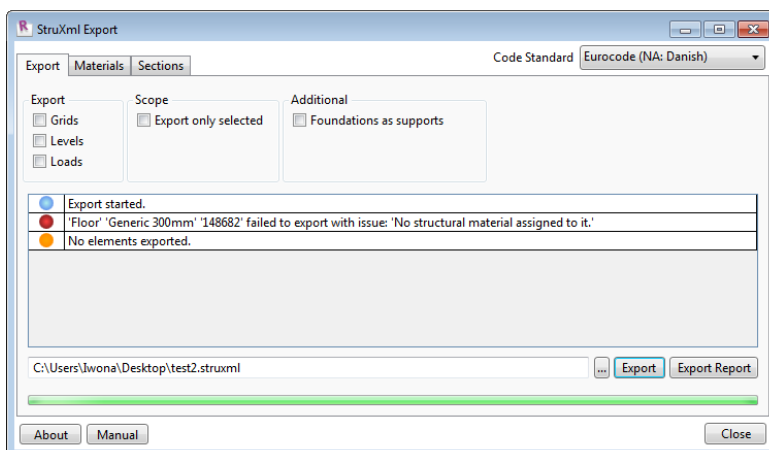 StruXml Export
Export Materials Sections
Code Standard Eurocode (NA: Danish)
Export Scope Additional
Grids Export only selected Foundations as supports
Levels
Loads
Export started.
'Floor' 'Generic 300mm' '148682' failed to export with issue: 'No structural material assigned to it.'
No elements exported.
C:\Users\Iwona\Desktop\test2.struxml ... Export Export Report
About Manual Close